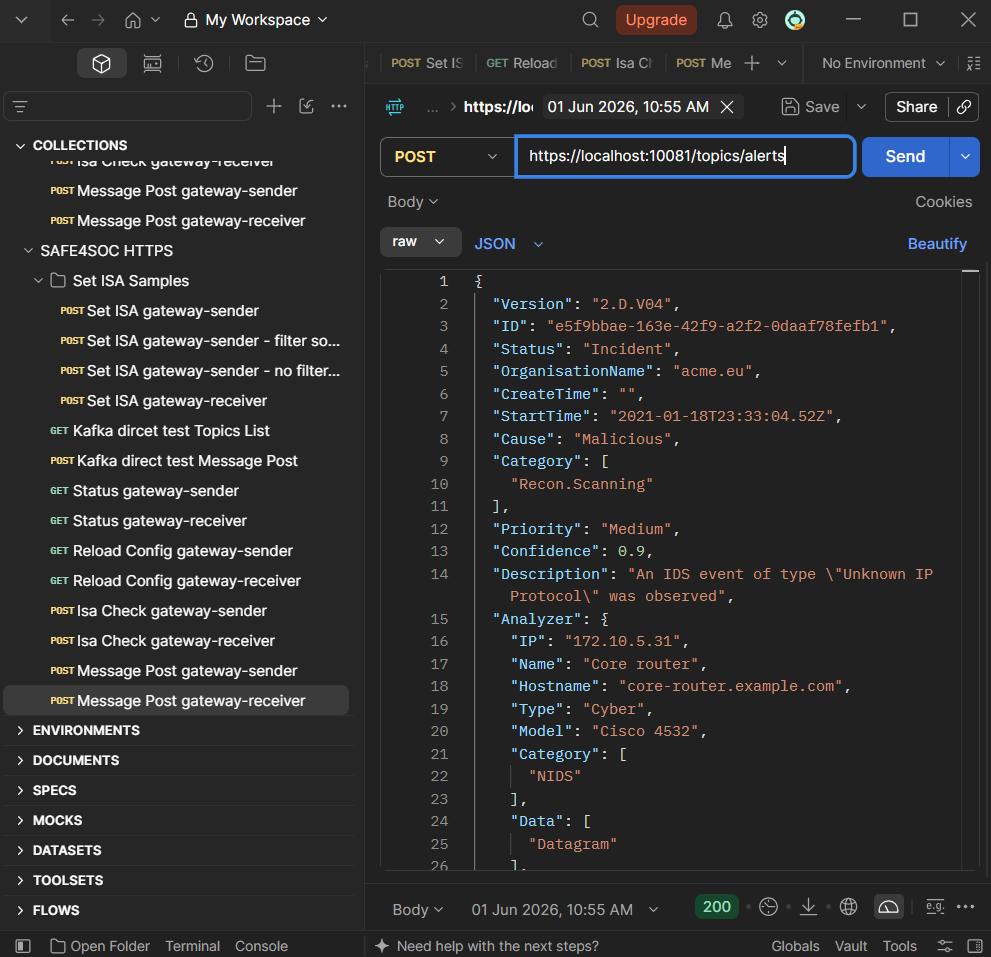 My Workspace
Upgrade
POST Set IS
GET Reload
POST Isa Ch
POST Me
No Environment
HTTP
... > https://loc
01 Jun 2026, 10:55 AM
Save
Share
COLLECTIONS
POST Isa Check gateway-receiver
POST Message Post gateway-sender
POST Message Post gateway-receiver
SAFE4SOC HTTPS
Set ISA Samples
POST Set ISA gateway-sender
POST Set ISA gateway-sender - filter so...
POST Set ISA gateway-sender - no filter...
POST Set ISA gateway-receiver
GET Kafka dircet test Topics List
POST Kafka direct test Message Post
GET Status gateway-sender
GET Status gateway-receiver
GET Reload Config gateway-sender
GET Reload Config gateway-receiver
POST Isa Check gateway-sender
POST Isa Check gateway-receiver
POST Message Post gateway-sender
POST Message Post gateway-receiver
ENVIRONMENTS
DOCUMENTS
SPECS
MOCKS
DATASETS
TOOLSETS
FLOWS
POST
https://localhost:10081/topics/alerts
Send
Body
Cookies
raw
JSON
Beautify
1 {
2 "Version": "2.D.V04",
3 "ID": "e5f9bbae-163e-42f9-a2f2-0daaf78fefb1",
4 "Status": "Incident",
5 "OrganisationName": "acme.eu",
6 "CreateTime": "",
7 "StartTime": "2021-01-18T23:33:04.52Z",
8 "Cause": "Malicious",
9 "Category": [
10 "Recon.Scanning"
11 ],
12 "Priority": "Medium",
13 "Confidence": 0.9,
14 "Description": "An IDS event of type \"Unknown IP
Protocol\" was observed",
15 "Analyzer": {
16 "IP": "172.10.5.31",
17 "Name": "Core router",
18 "Hostname": "core-router.example.com",
19 "Type": "Cyber",
20 "Model": "Cisco 4532",
21 "Category": [
22 "NIDS"
23 ],
24 "Data": [
25 "Datagram"
26 ],
Body
01 Jun 2026, 10:55 AM
200
e.g.
Open Folder
Terminal
Console
Need help with the next steps?
Globals
Vault
Tools